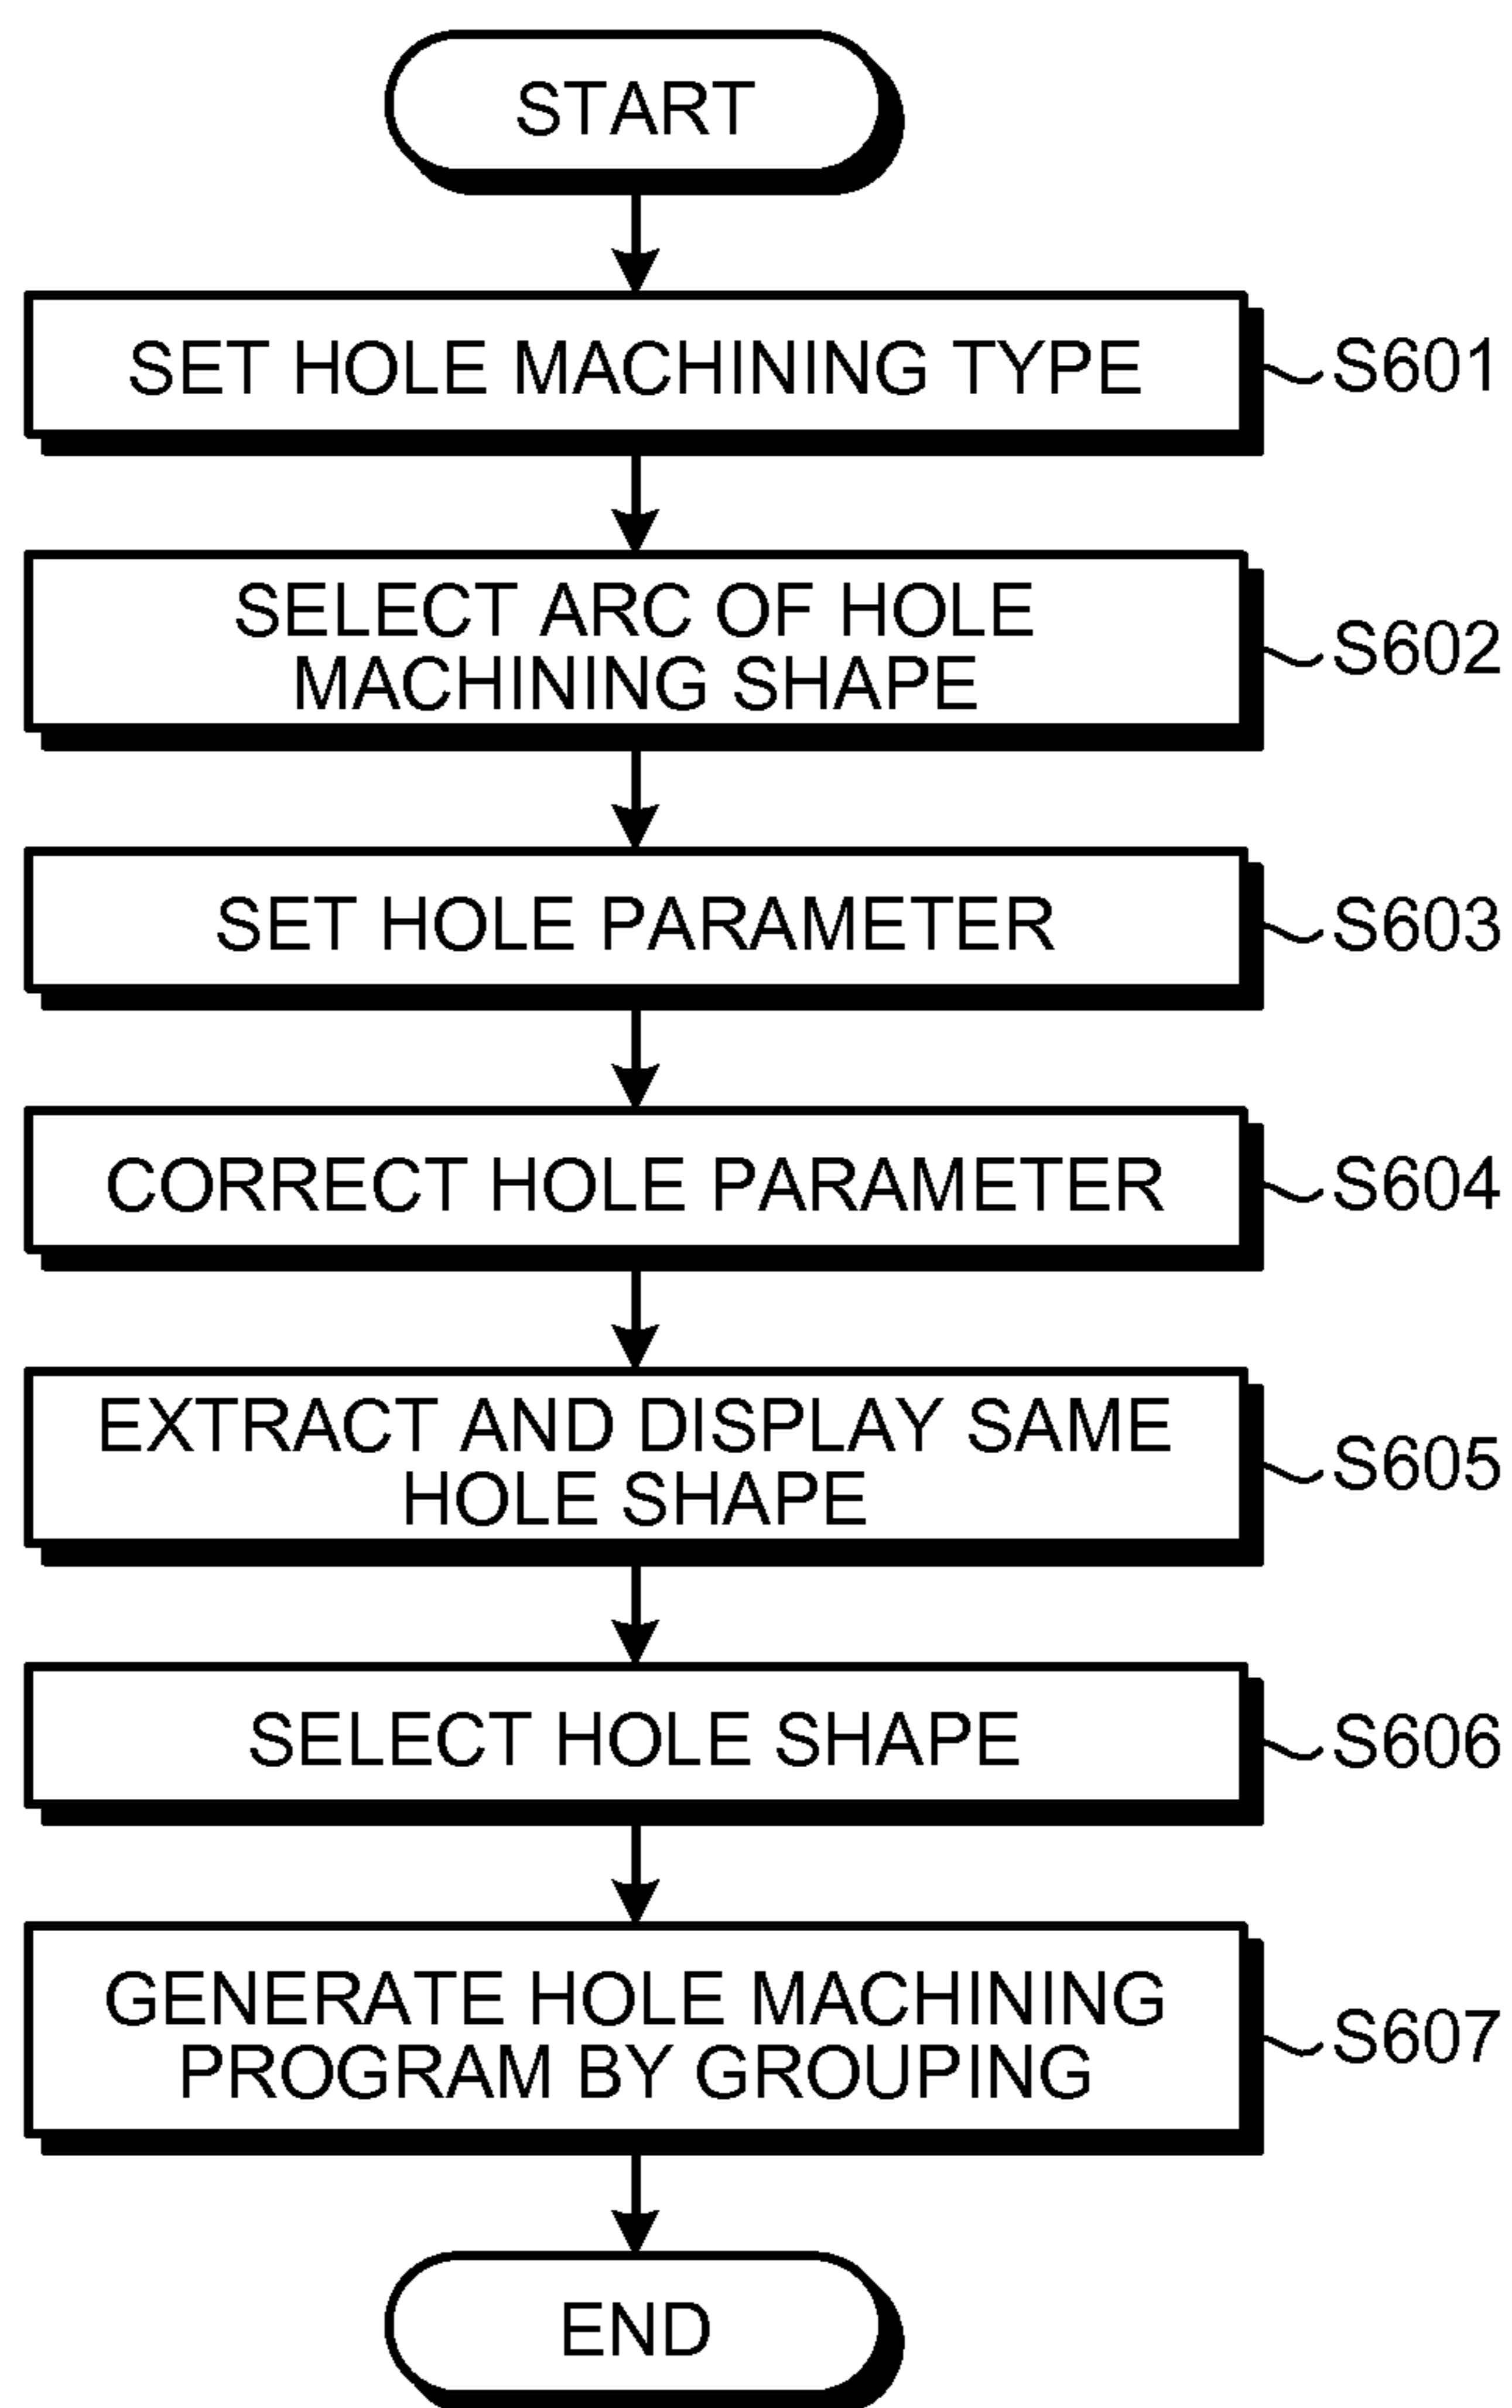 START
SET HOLE MACHINING TYPE
S601
SELECT ARC OF HOLE
MACHINING SHAPE
S602
SET HOLE PARAMETER
S603
CORRECT HOLE PARAMETER
S604
EXTRACT AND DISPLAY SAME
HOLE SHAPE
S605
SELECT HOLE SHAPE
S606
GENERATE HOLE MACHINING
PROGRAM BY GROUPING
S607
END